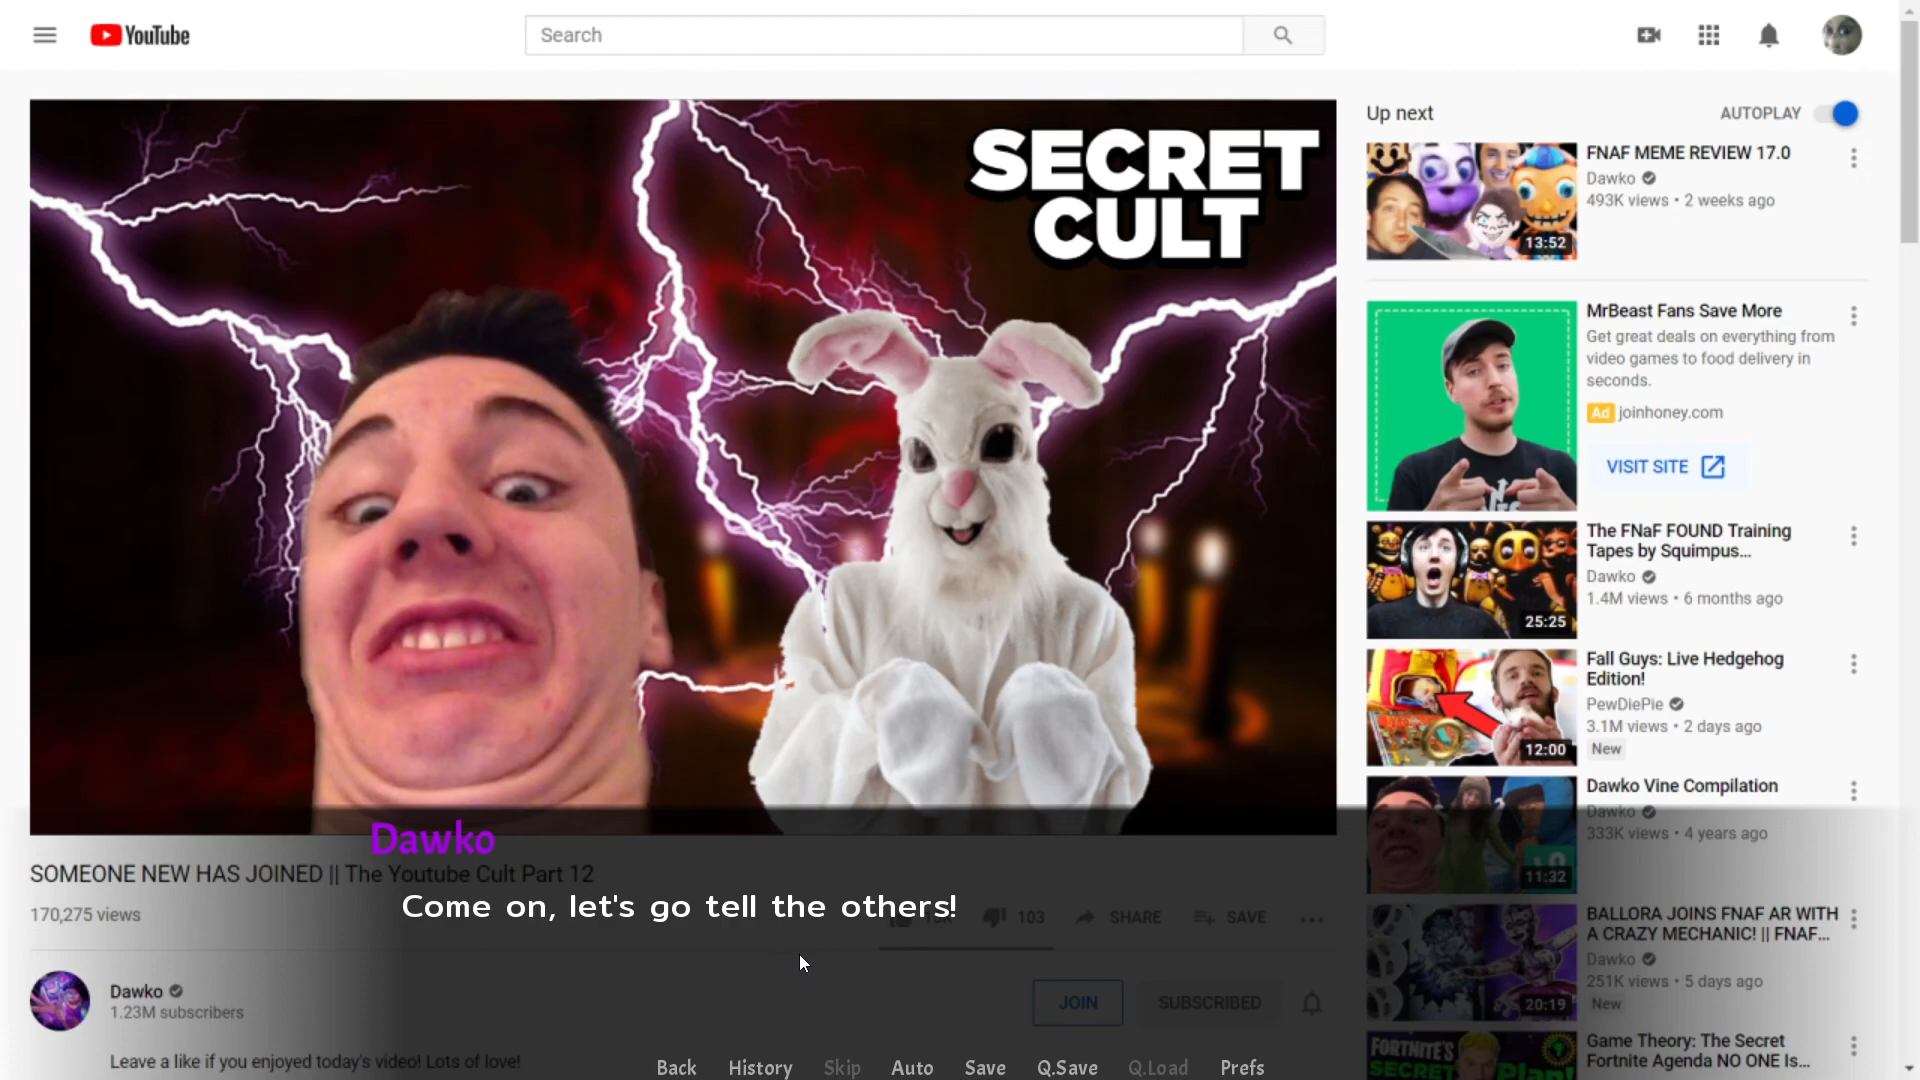 YouTube
Search
SECRET
CULT
Up next
AUTOPLAY
FNAF MEME REVIEW 17.0
Dawko
493K views • 2 weeks ago
13:52
MrBeast Fans Save More
Get great deals on everything from
video games to food delivery in
seconds.
Ad joinhoney.com
VISIT SITE
The FNaF FOUND Training
Tapes by Squimpus...
Dawko
1.4M views • 6 months ago
25:25
Fall Guys: Live Hedgehog
Edition!
PewDiePie
3.1M views • 2 days ago
New
12:00
Dawko Vine Compilation
Dawko
333K views • 4 years ago
11:32
BALLORA JOINS FNAF AR WITH
A CRAZY MECHANIC! || FNAF...
Dawko
251K views • 5 days ago
New
20:19
Game Theory: The Secret
Fortnite Agenda NO ONE Is...
FORTNITE'S
SECRET Plan!
Dawko
SOMEONE NEW HAS JOINED || The Youtube Cult Part 12
Come on, let's go tell the others!
170,275 views
103
SHARE
SAVE
Dawko
1.23M subscribers
JOIN
SUBSCRIBED
Leave a like if you enjoyed today's video! Lots of love!
Back History Skip Auto Save Q.Save Q.Load Prefs